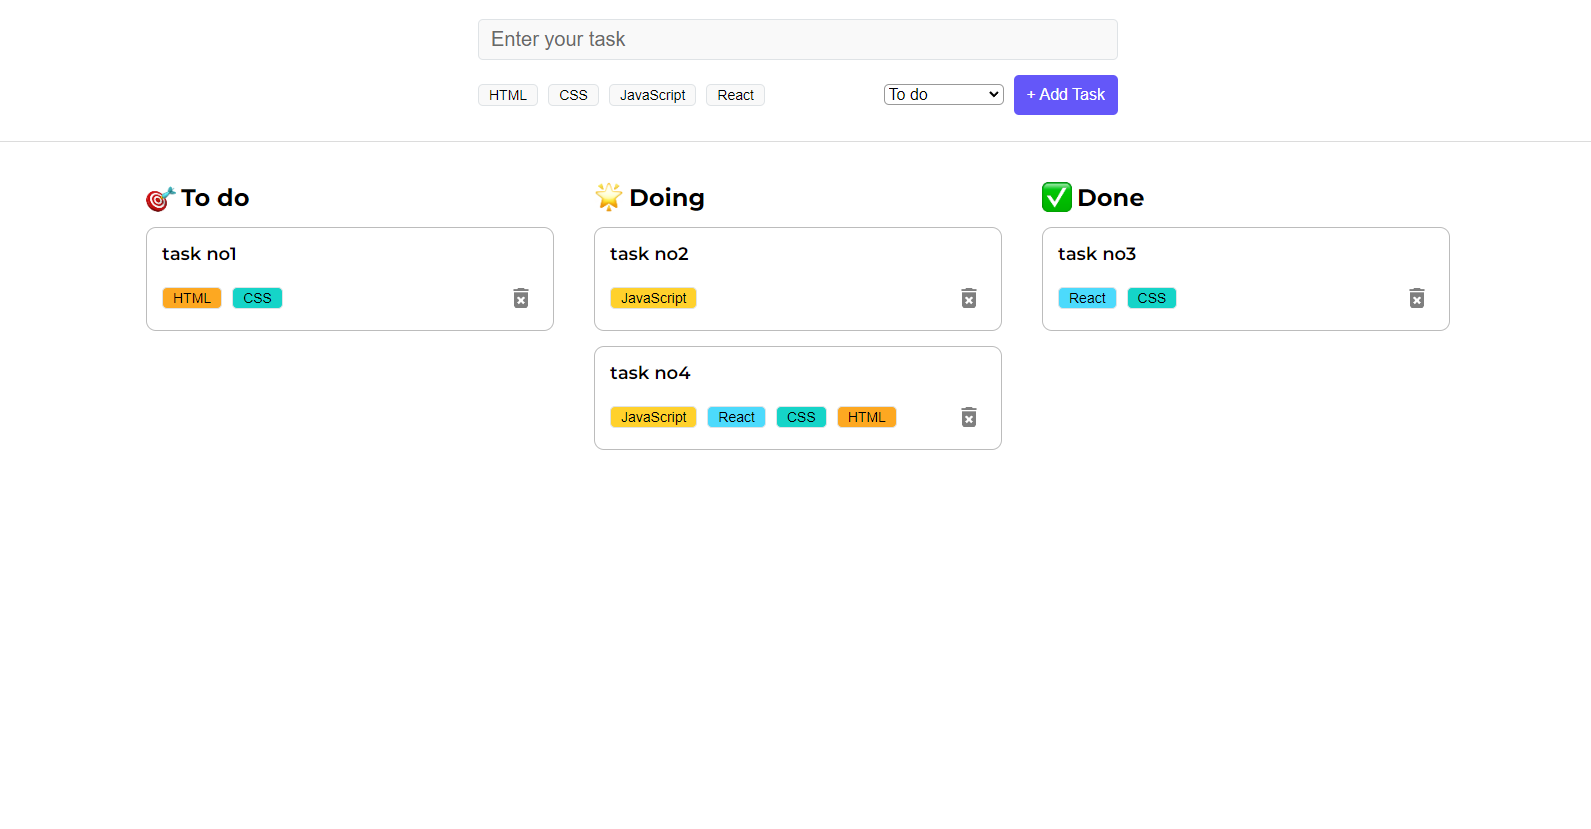 Enter your task
HTML CSS JavaScript React To do + Add Task
To do
task no1
HTML CSS
Doing
task no2
JavaScript
task no4
JavaScript React CSS HTML
Done
task no3
React CSS